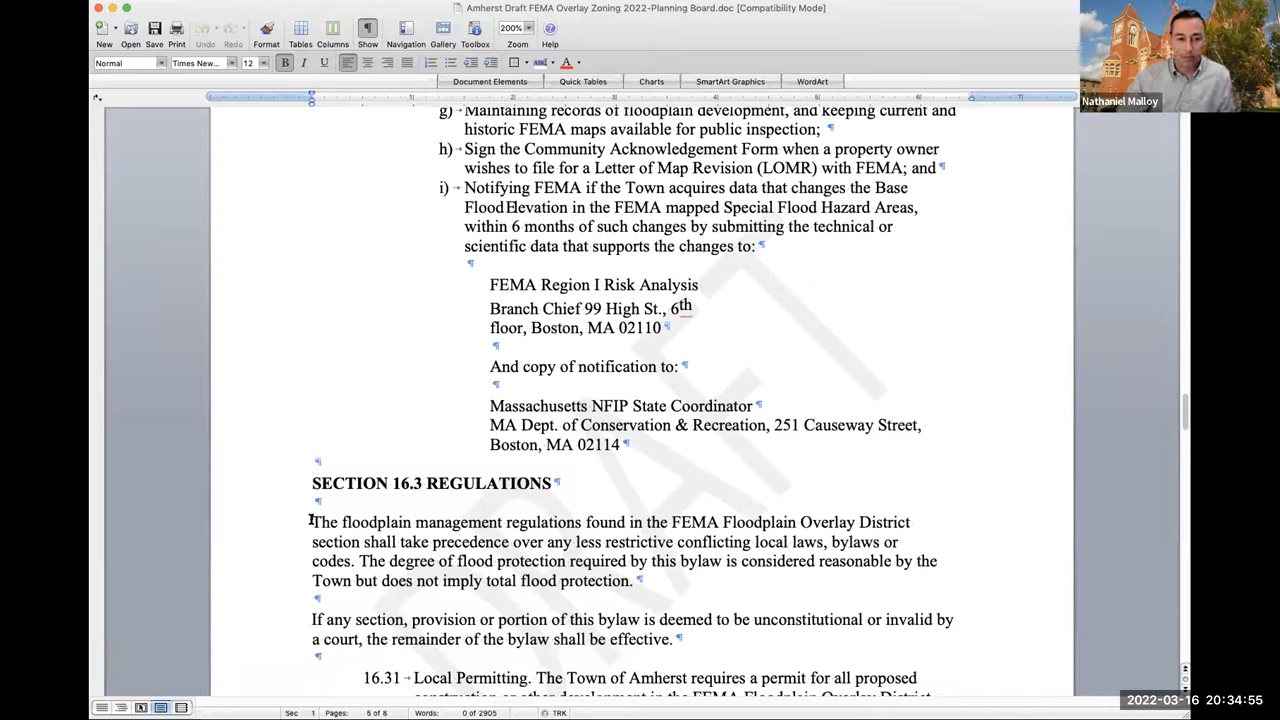 Amherst Draft FEMA Overlay Zoning 2022-Planning Board.doc [Compatibility Mode]
200%
New Open Save Print Undo Redo Format Tables Columns Show Navigation Gallery Toolbox Zoom Help
Normal Times New... 12 B I U
Document Elements Quick Tables Charts SmartArt Graphics WordArt
Nathaniel Malloy
g) Maintaining records of floodplain development, and keeping current and
historic FEMA maps available for public inspection;
h) Sign the Community Acknowledgement Form when a property owner
wishes to file for a Letter of Map Revision (LOMR) with FEMA; and
i) Notifying FEMA if the Town acquires data that changes the Base
Flood Elevation in the FEMA mapped Special Flood Hazard Areas,
within 6 months of such changes by submitting the technical or
scientific data that supports the changes to:
FEMA Region I Risk Analysis
Branch Chief 99 High St., 6th
floor, Boston, MA 02110
And copy of notification to:
Massachusetts NFIP State Coordinator
MA Dept. of Conservation & Recreation, 251 Causeway Street,
Boston, MA 02114
SECTION 16.3 REGULATIONS
The floodplain management regulations found in the FEMA Floodplain Overlay District
section shall take precedence over any less restrictive conflicting local laws, bylaws or
codes. The degree of flood protection required by this bylaw is considered reasonable by the
Town but does not imply total flood protection.
If any section, provision or portion of this bylaw is deemed to be unconstitutional or invalid by
a court, the remainder of the bylaw shall be effective.
16.31 Local Permitting. The Town of Amherst requires a permit for all proposed
construction or other development in the FEMA Floodplain Overlay District
DRAFT
Sec 1 Pages: 5 of 8 Words: 0 of 2905 TRK
2022-03-16 20:34:55